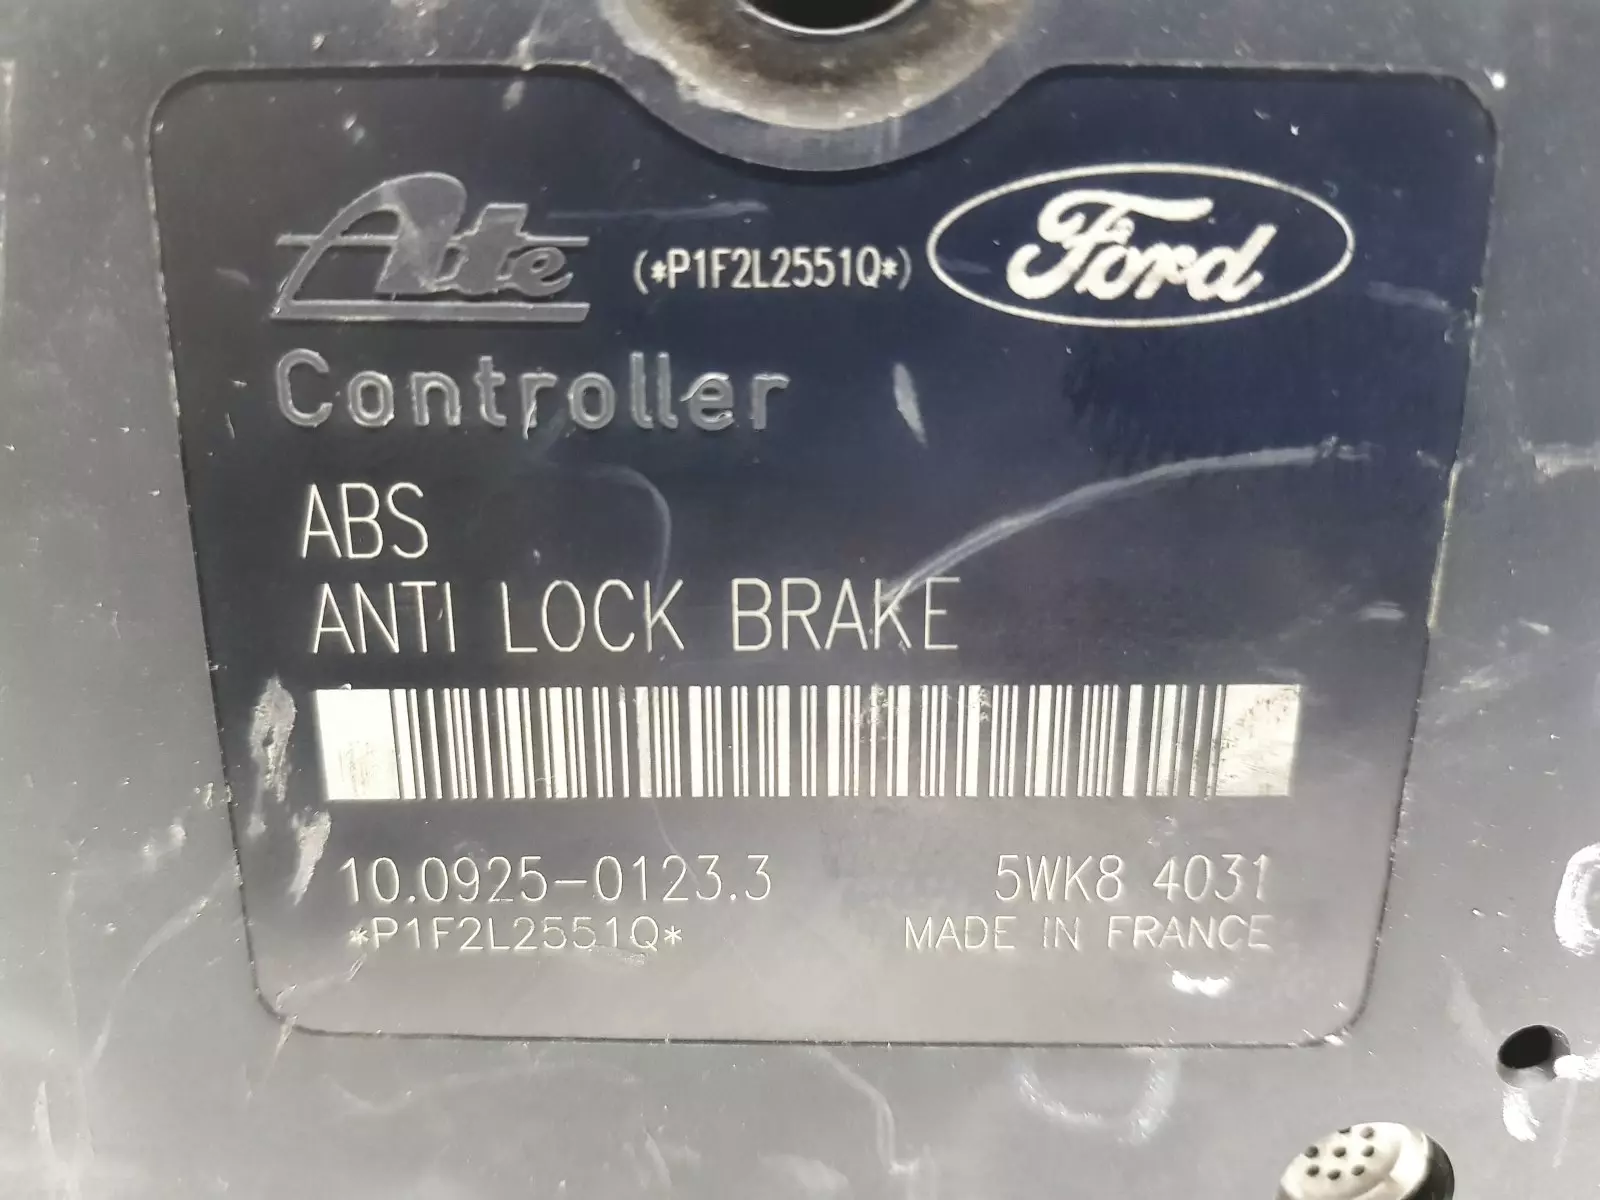 Ate (*P1F2L2551Q*) Ford
Controller
ABS
ANTI LOCK BRAKE
10.0925-0123.3 5WK8 4031
*P1F2L2551Q* MADE IN FRANCE